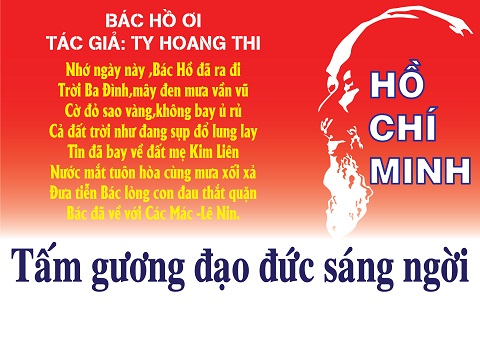 BÁC HỒ ƠI
TÁC GIẢ: TY HOANG THI
Nhớ ngày này ,Bác Hồ đã ra đi
Trời Ba Đình,mây đen mưa vần vũ
Cờ đỏ sao vàng,không bay ủ rủ
Cả đất trời như đang sụp đổ lung lay
Tin đã bay về đất mẹ Kim Liên
Nước mắt tuôn hòa cùng mưa xối xả
Đưa tiễn Bác lòng con đau thắt quặn
Bác đã về với Các Mác -Lê Nin.
HỒ
CHÍ
MINH
Tấm gương đạo đức sáng ngời